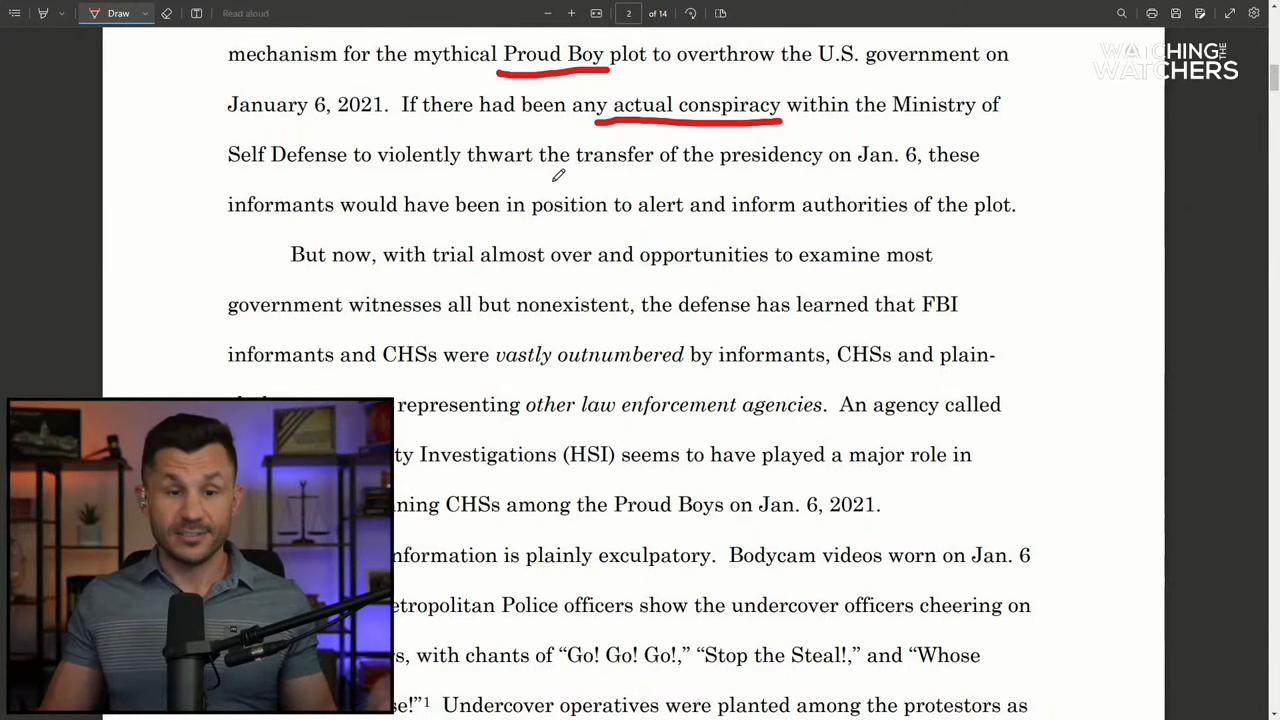 Draw
Read aloud
2 of 14
WATCHING
THE
WATCHERS
mechanism for the mythical Proud Boy plot to overthrow the U.S. government on
January 6, 2021. If there had been any actual conspiracy within the Ministry of
Self Defense to violently thwart the transfer of the presidency on Jan. 6, these
informants would have been in position to alert and inform authorities of the plot.
But now, with trial almost over and opportunities to examine most
government witnesses all but nonexistent, the defense has learned that FBI
informants and CHSs were vastly outnumbered by informants, CHSs and plain-
representing other law enforcement agencies. An agency called
ty Investigations (HSI) seems to have played a major role in
ning CHSs among the Proud Boys on Jan. 6, 2021.
nformation is plainly exculpatory. Bodycam videos worn on Jan. 6
etropolitan Police officers show the undercover officers cheering on
rs, with chants of “Go! Go! Go!,” “Stop the Steal!,” and “Whose
se!”¹ Undercover operatives were planted among the protestors as